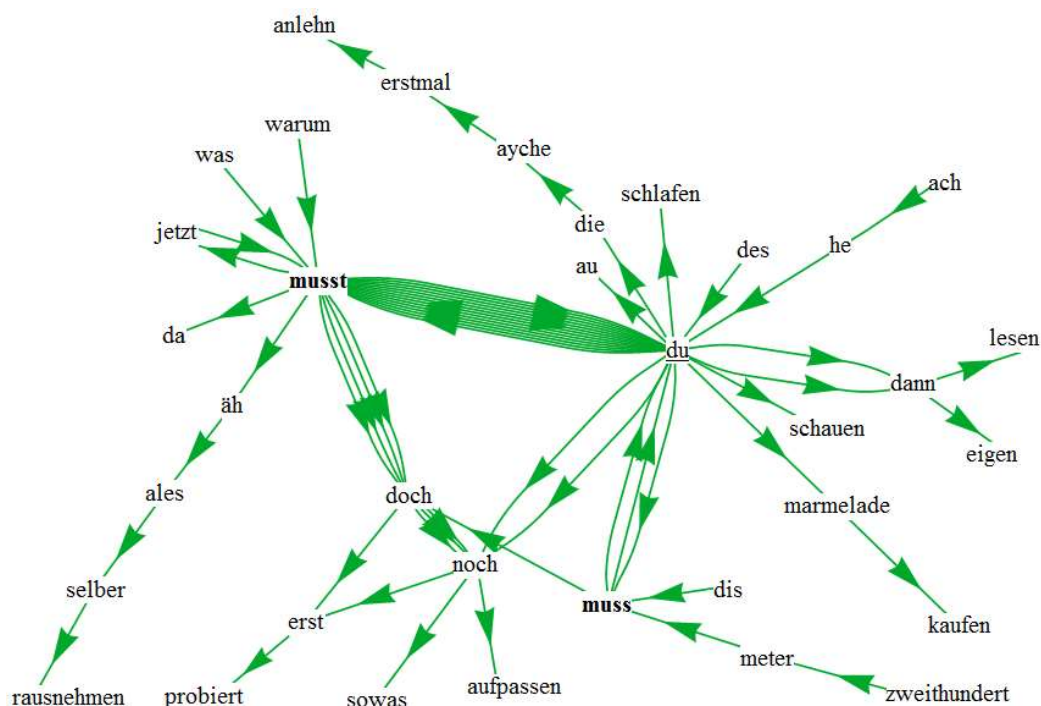 anlehn
erstmal
warum
ayche
was
schlafen
ach
die
jetzt
des
he
au
musst
da
du
lesen
dann
äh
schauen
eigen
ales
doch
marmelade
noch
selber
dis
muss
erst
kaufen
meter
rausnehmen
probiert
sowas
aufpassen
zweithundert